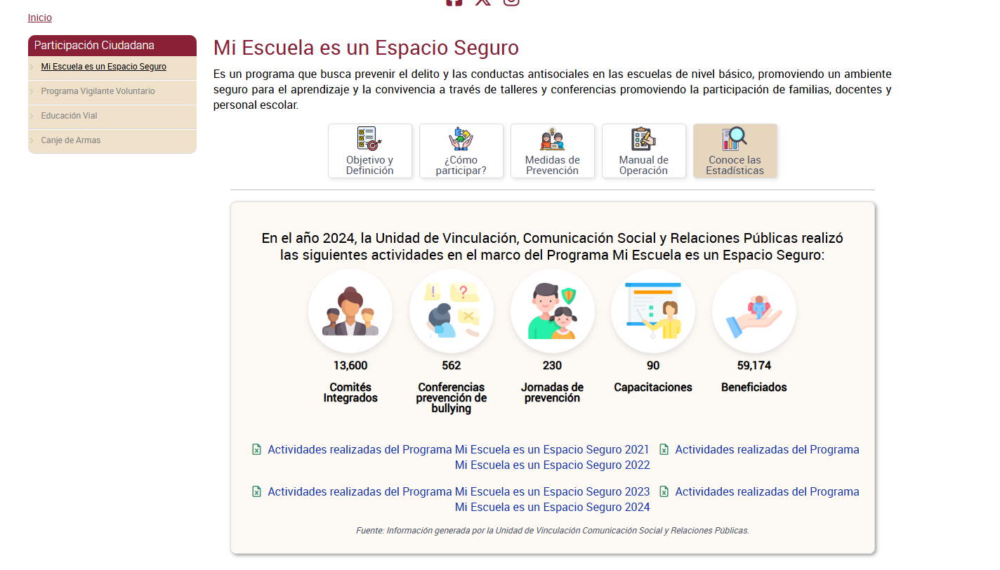 Inicio
Participación Ciudadana
Mi Escuela es un Espacio Seguro
Programa Vigilante Voluntario
Educación Vial
Canje de Armas
Mi Escuela es un Espacio Seguro
Es un programa que busca prevenir el delito y las conductas antisociales en las escuelas de nivel básico, promoviendo un ambiente
seguro para el aprendizaje y la convivencia a través de talleres y conferencias promoviendo la participación de familias, docentes y
personal escolar.
Objetivo y
Definición
¿Cómo
participar?
Medidas de
Prevención
Manual de
Operación
Conoce las
Estadísticas
En el año 2024, la Unidad de Vinculación, Comunicación Social y Relaciones Públicas realizó
las siguientes actividades en el marco del Programa Mi Escuela es un Espacio Seguro:
13,600
Comités
Integrados
562
Conferencias
prevención de
bullying
230
Jornadas de
prevención
90
Capacitaciones
59,174
Beneficiados
Actividades realizadas del Programa Mi Escuela es un Espacio Seguro 2021 Actividades realizadas del Programa
Mi Escuela es un Espacio Seguro 2022
Actividades realizadas del Programa Mi Escuela es un Espacio Seguro 2023 Actividades realizadas del Programa
Mi Escuela es un Espacio Seguro 2024
Fuente: Información generada por la Unidad de Vinculación Comunicación Social y Relaciones Públicas.